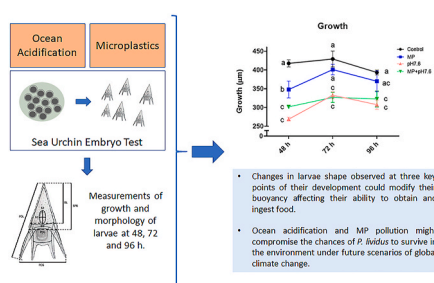 Ocean
Acidification
Microplastics
Sea Urchin Embryo Test
Measurements
of growth and
morphology of
larvae at 48, 72
and 96 h.
Growth
Growth (µm)
450
400
350
300
250
0
48 h
72 h
96 h
a
b
c
c
a
a
c
c
a
ac
c
c
Control
MP
pH7.6
MP+pH7.6
• Changes in larvae shape observed at three key
points of their development could modify their
buoyancy affecting their ability to obtain and
ingest food.
• Ocean acidification and MP pollution might
compromise the chances of P. lividus to survive in
the environment under future scenarios of global
climate change.